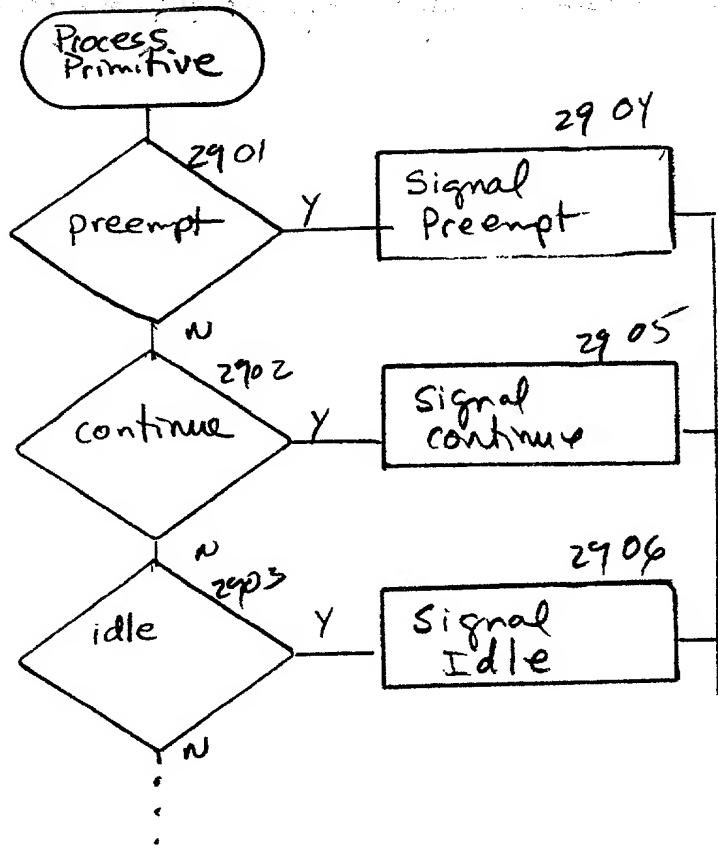 Process
Primitive
2901
preempt
Y
2904
Signal
Preempt
N
2902
continue
Y
2905
Signal
continue
N
2903
idle
Y
2906
Signal
Idle
N